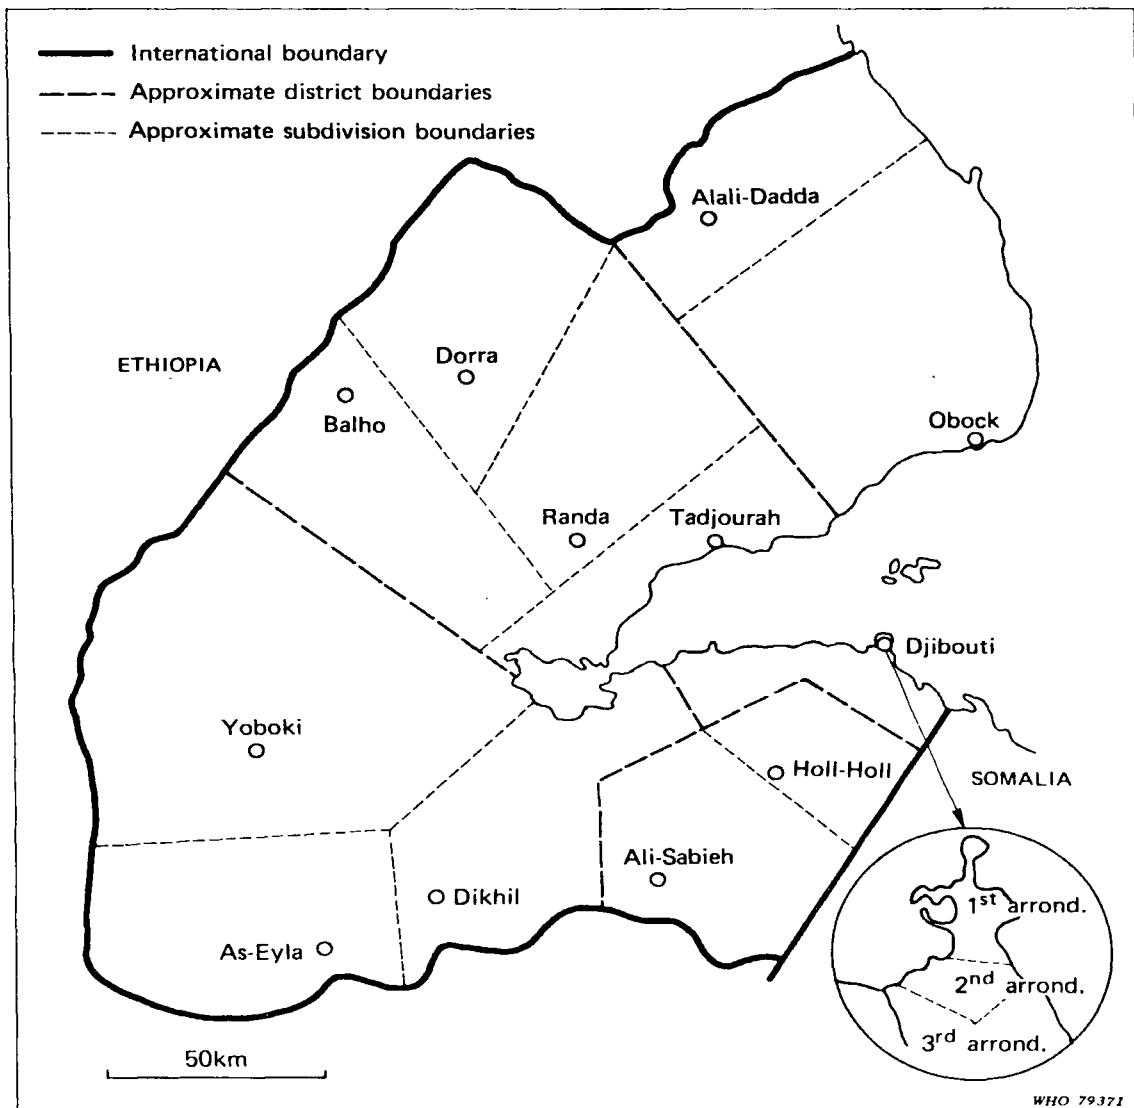 International boundary
Approximate district boundaries
Approximate subdivision boundaries
Alali-Dadda
ETHIOPIA
Dorra
Balho
Obock
Randa
Tadjourah
Djibouti
Yoboki
Holl-Holl
SOMALIA
Ali-Sabieh
Dikhil
As-Eyla
1st arrond.
2nd arrond.
3rd arrond.
50km
WHO 79371